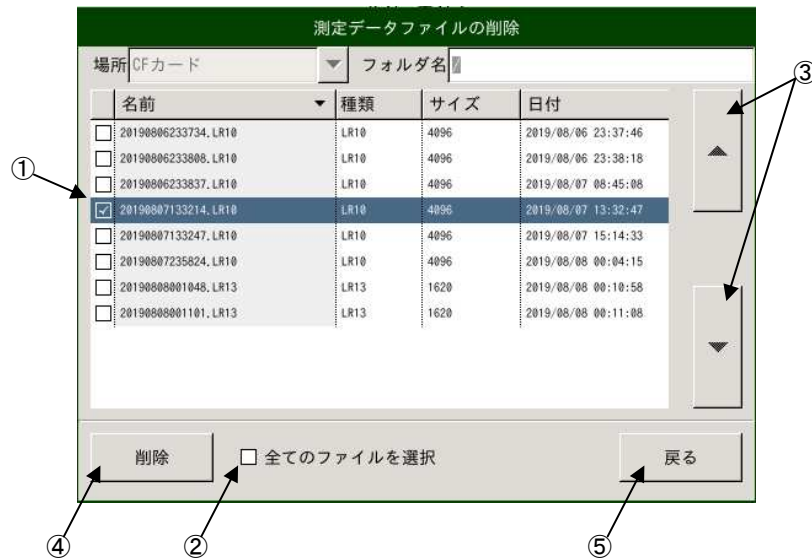 測定データファイルの削除
場所 CFカード フォルダ名 /
③
名前 種類 サイズ 日付
20190806233734.LR10 LR10 4096 2019/08/06 23:37:46
20190806233808.LR10 LR10 4096 2019/08/06 23:38:18
①
20190806233837.LR10 LR10 4096 2019/08/07 08:45:08
20190807133214.LR10 LR10 4096 2019/08/07 13:32:47
20190807133247.LR10 LR10 4096 2019/08/07 15:14:33
20190807235824.LR10 LR10 4096 2019/08/08 00:04:15
20190808001048.LR13 LR13 1620 2019/08/08 00:10:58
20190808001101.LR13 LR13 1620 2019/08/08 00:11:08
削除 全てのファイルを選択 戻る
④ ② ⑤